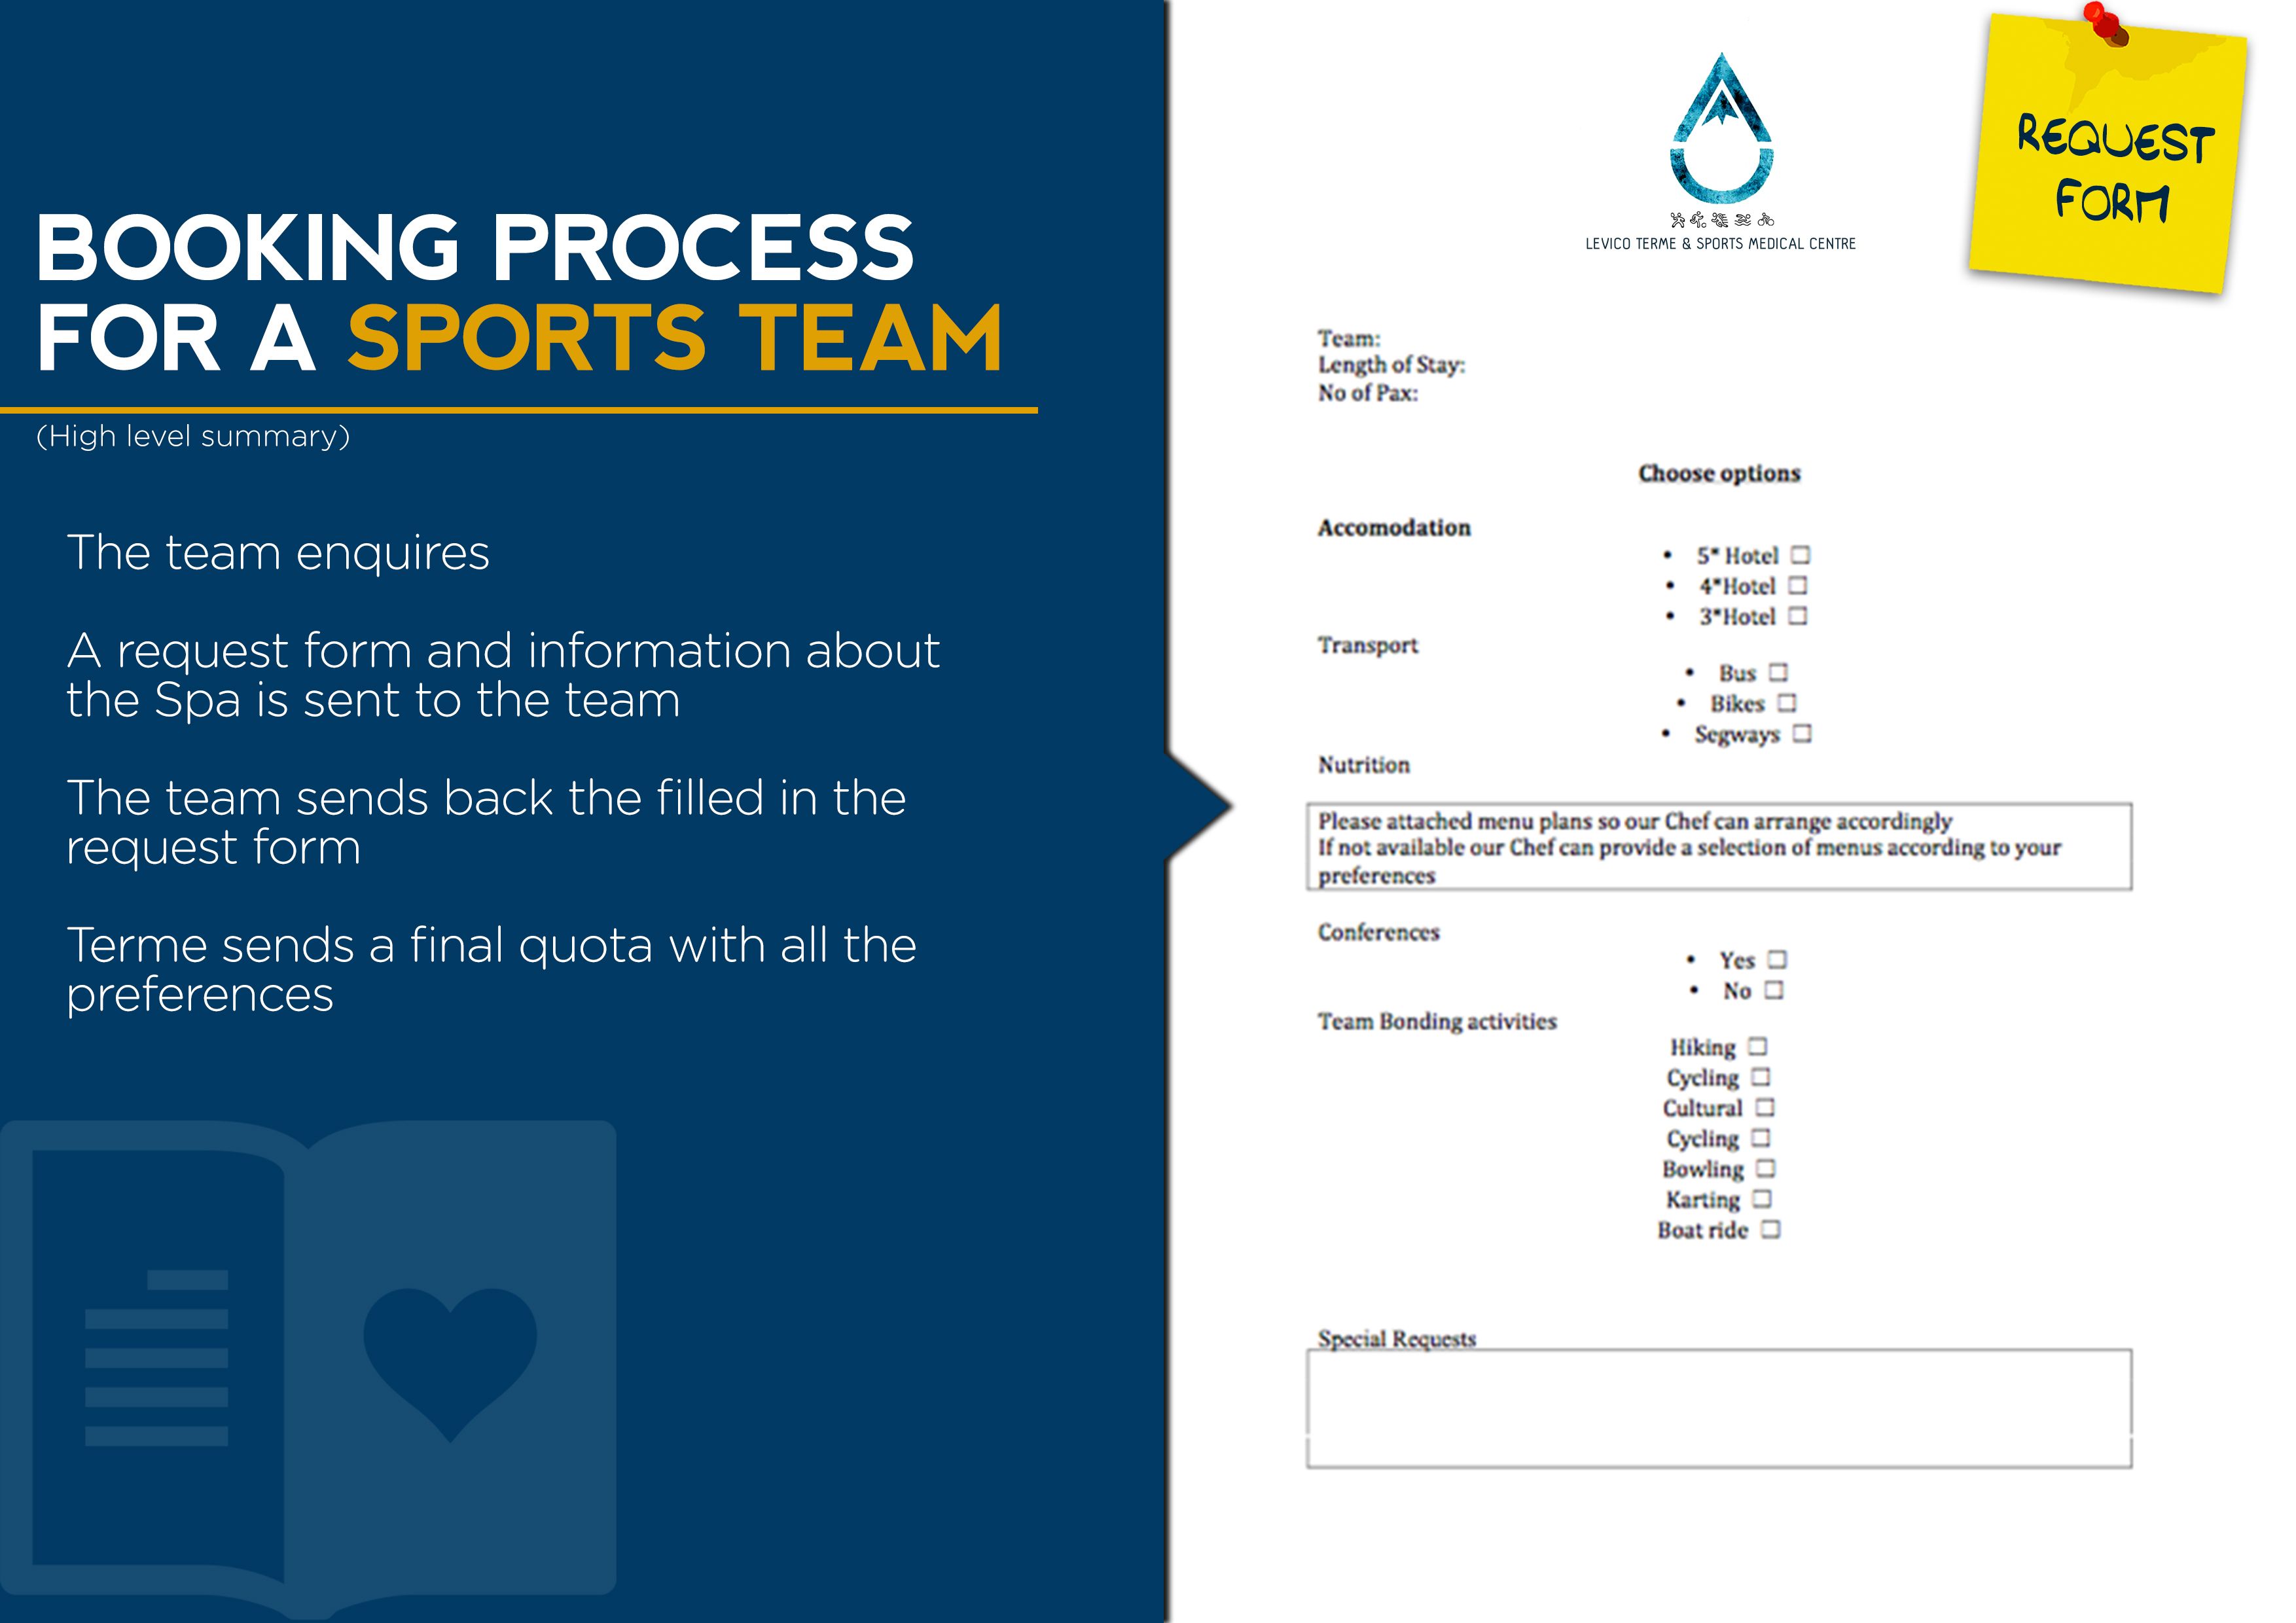 BOOKING PROCESS
FOR A SPORTS TEAM
(High level summary)
The team enquires
A request form and information about
the Spa is sent to the team
The team sends back the filled in the
request form
Terme sends a final quota with all the
preferences
REQUEST
FORM
LEVICO TERME & SPORTS MEDICAL CENTRE
Team:
Length of Stay:
No of Pax:
Choose options
Accomodation
• 5* Hotel ☐
• 4*Hotel ☐
• 3*Hotel ☐
Transport
• Bus ☐
• Bikes ☐
• Segways ☐
Nutrition
Please attached menu plans so our Chef can arrange accordingly
If not available our Chef can provide a selection of menus according to your
preferences
Conferences
• Yes ☐
• No ☐
Team Bonding activities
Hiking ☐
Cycling ☐
Cultural ☐
Cycling ☐
Bowling ☐
Karting ☐
Boat ride ☐
Special Requests